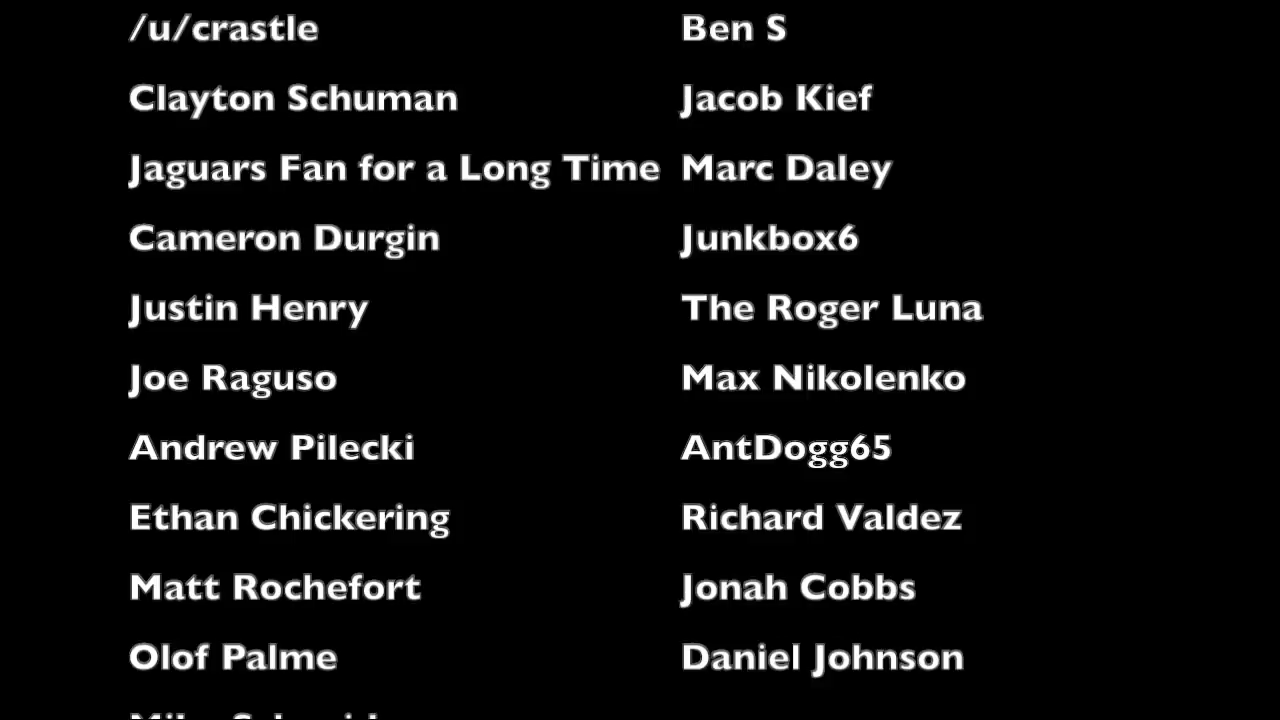 /u/crastle
Ben S
Clayton Schuman
Jacob Kief
Jaguars Fan for a Long Time
Marc Daley
Cameron Durgin
Junkbox6
Justin Henry
The Roger Luna
Joe Raguso
Max Nikolenko
Andrew Pilecki
AntDogg65
Ethan Chickering
Richard Valdez
Matt Rochefort
Jonah Cobbs
Olof Palme
Daniel Johnson